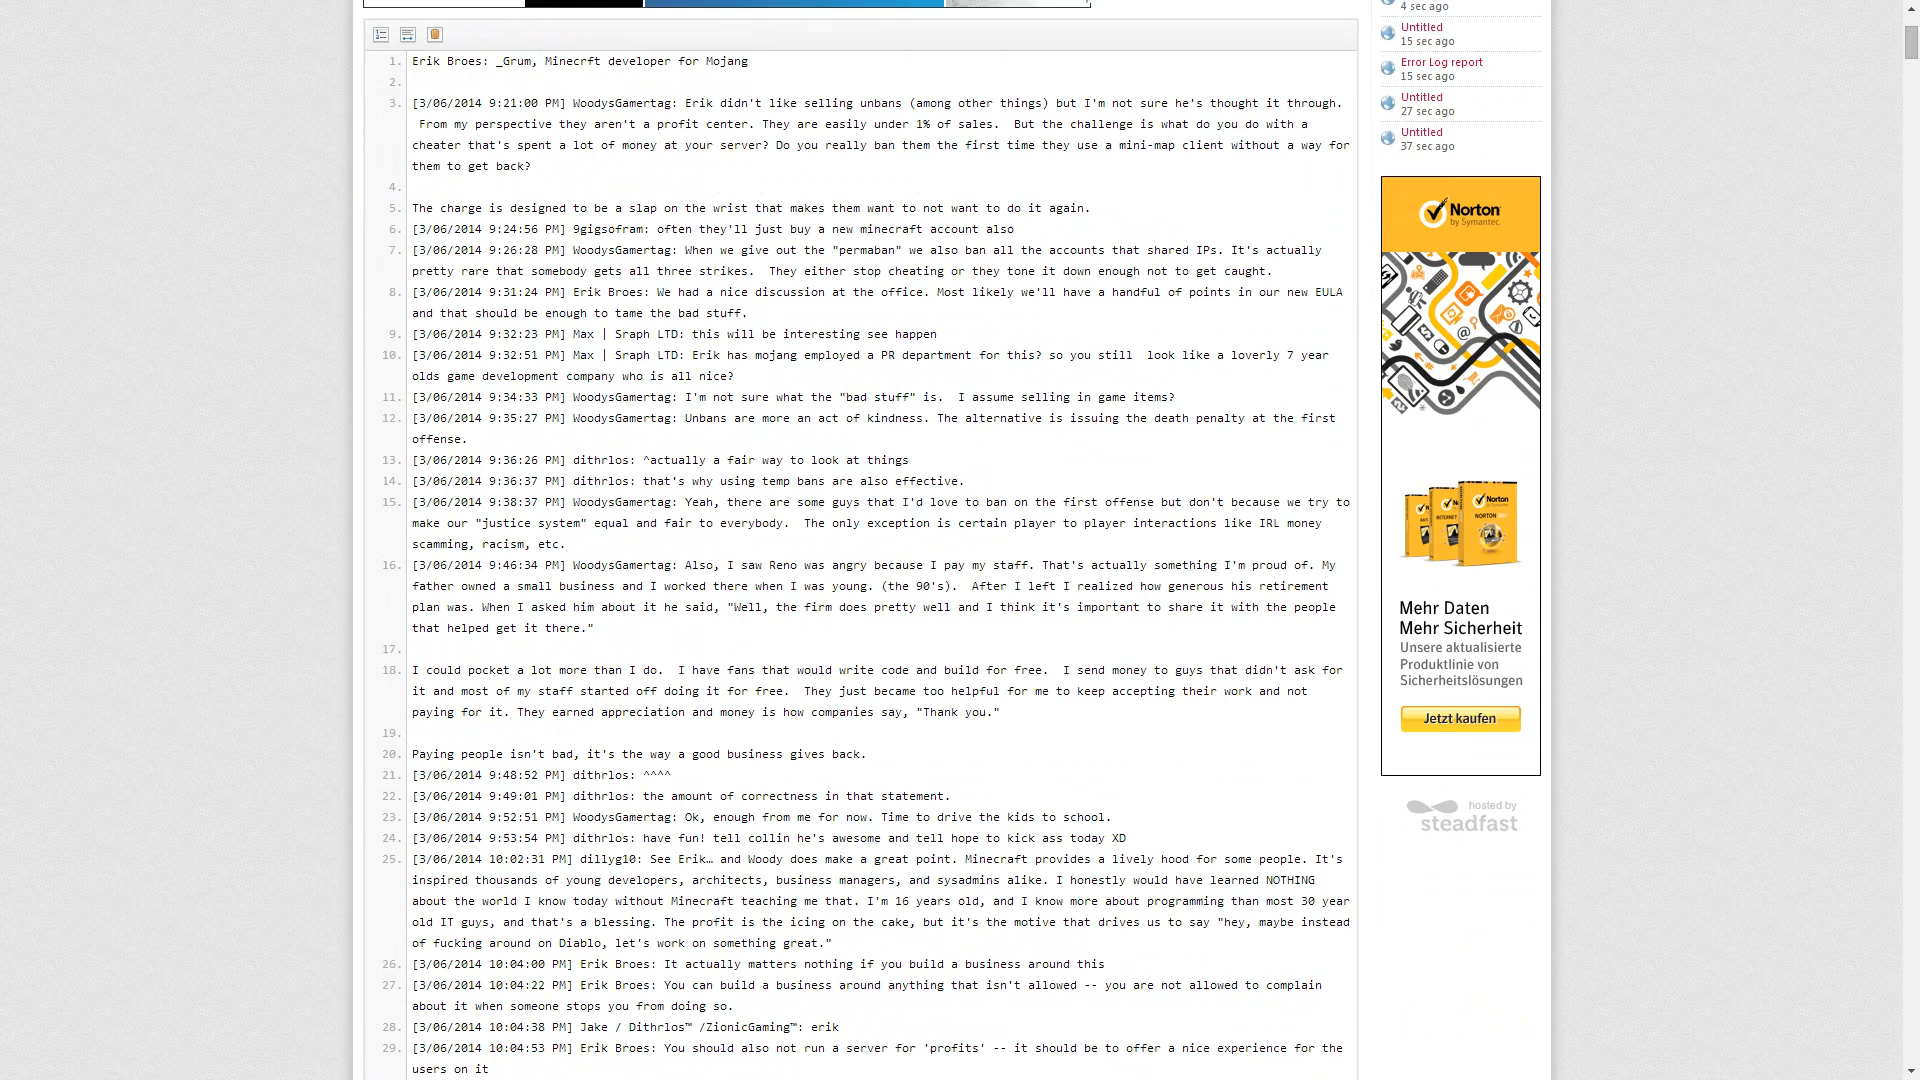 1. Erik Broes: _Grum, Minecrft developer for Mojang
2.
3. [3/06/2014 9:21:00 PM] WoodysGamertag: Erik didn't like selling unbans (among other things) but I'm not sure he's thought it through.
From my perspective they aren't a profit center. They are easily under 1% of sales.  But the challenge is what do you do with a
cheater that's spent a lot of money at your server? Do you really ban them the first time they use a mini-map client without a way for
them to get back?
4.
5. The charge is designed to be a slap on the wrist that makes them want to not want to do it again.
6. [3/06/2014 9:24:56 PM] 9gigsofram: often they'll just buy a new minecraft account also
7. [3/06/2014 9:26:28 PM] WoodysGamertag: When we give out the "permaban" we also ban all the accounts that shared IPs. It's actually
pretty rare that somebody gets all three strikes.  They either stop cheating or they tone it down enough not to get caught.
8. [3/06/2014 9:31:24 PM] Erik Broes: We had a nice discussion at the office. Most likely we'll have a handful of points in our new EULA
and that should be enough to tame the bad stuff.
9. [3/06/2014 9:32:23 PM] Max | Sraph LTD: this will be interesting see happen
10. [3/06/2014 9:32:51 PM] Max | Sraph LTD: Erik has mojang employed a PR department for this? so you still  look like a loverly 7 year
olds game development company who is all nice?
11. [3/06/2014 9:34:33 PM] WoodysGamertag: I'm not sure what the "bad stuff" is.  I assume selling in game items?
12. [3/06/2014 9:35:27 PM] WoodysGamertag: Unbans are more an act of kindness. The alternative is issuing the death penalty at the first
offense.
13. [3/06/2014 9:36:26 PM] dithrlos: ^actually a fair way to look at things
14. [3/06/2014 9:36:37 PM] dithrlos: that's why using temp bans are also effective.
15. [3/06/2014 9:38:37 PM] WoodysGamertag: Yeah, there are some guys that I'd love to ban on the first offense but don't because we try to
make our "justice system" equal and fair to everybody.  The only exception is certain player to player interactions like IRL money
scamming, racism, etc.
16. [3/06/2014 9:46:34 PM] WoodysGamertag: Also, I saw Reno was angry because I pay my staff. That's actually something I'm proud of. My
father owned a small business and I worked there when I was young. (the 90's).  After I left I realized how generous his retirement
plan was. When I asked him about it he said, "Well, the firm does pretty well and I think it's important to share it with the people
that helped get it there."
17.
18. I could pocket a lot more than I do.  I have fans that would write code and build for free.  I send money to guys that didn't ask for
it and most of my staff started off doing it for free.  They just became too helpful for me to keep accepting their work and not
paying for it. They earned appreciation and money is how companies say, "Thank you."
19.
20. Paying people isn't bad, it's the way a good business gives back.
21. [3/06/2014 9:48:52 PM] dithrlos: ^^^^
22. [3/06/2014 9:49:01 PM] dithrlos: the amount of correctness in that statement.
23. [3/06/2014 9:52:51 PM] WoodysGamertag: Ok, enough from me for now. Time to drive the kids to school.
24. [3/06/2014 9:53:54 PM] dithrlos: have fun! tell collin he's awesome and tell hope to kick ass today XD
25. [3/06/2014 10:02:31 PM] dillyg10: See Erik… and Woody does make a great point. Minecraft provides a lively hood for some people. It's
inspired thousands of young developers, architects, business managers, and sysadmins alike. I honestly would have learned NOTHING
about the world I know today without Minecraft teaching me that. I'm 16 years old, and I know more about programming than most 30 year
old IT guys, and that's a blessing. The profit is the icing on the cake, but it's the motive that drives us to say "hey, maybe instead
of fucking around on Diablo, let's work on something great."
26. [3/06/2014 10:04:00 PM] Erik Broes: It actually matters nothing if you build a business around this
27. [3/06/2014 10:04:22 PM] Erik Broes: You can build a business around anything that isn't allowed -- you are not allowed to complain
about it when someone stops you from doing so.
28. [3/06/2014 10:04:38 PM] Jake / Dithrlos™ /ZionicGaming™: erik
29. [3/06/2014 10:04:53 PM] Erik Broes: You should also not run a server for 'profits' -- it should be to offer a nice experience for the
users on it
4 sec ago
Untitled
15 sec ago
Error Log report
15 sec ago
Untitled
27 sec ago
Untitled
37 sec ago
Norton
by Symantec
Norton
NORTON 360
Mehr Daten
Mehr Sicherheit
Unsere aktualisierte
Produktlinie von
Sicherheitslösungen
Jetzt kaufen
hosted by
steadfast